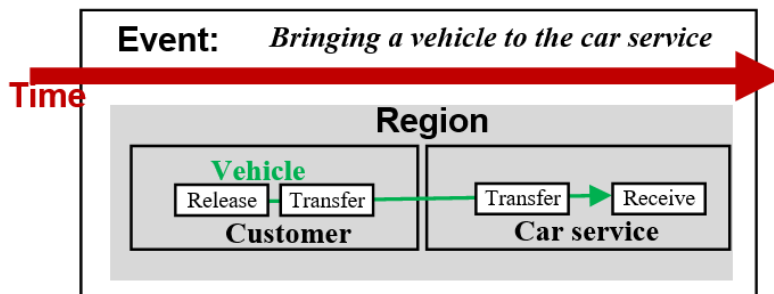 Event: Bringing a vehicle to the car service
Time
Region
Vehicle
Release Transfer Transfer Receive
Customer Car service